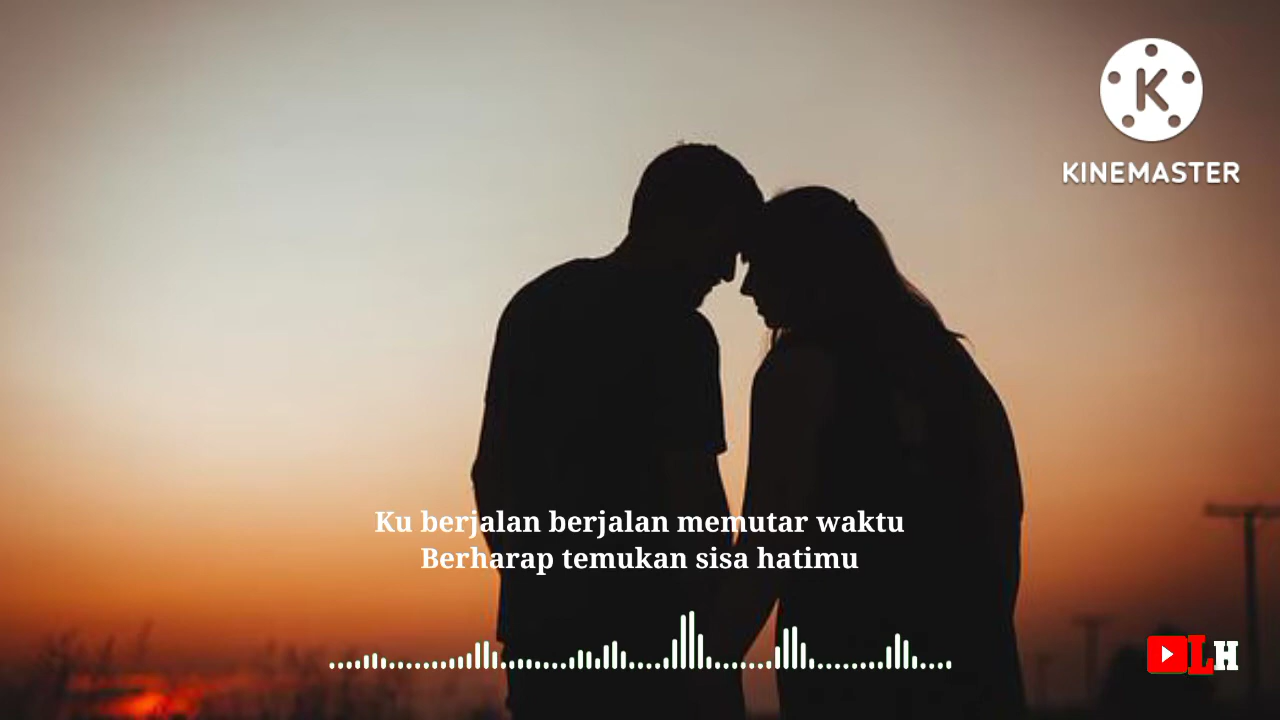 K
KINEMASTER
Ku berjalan berjalan memutar waktu
Berharap temukan sisa hatimu
LH